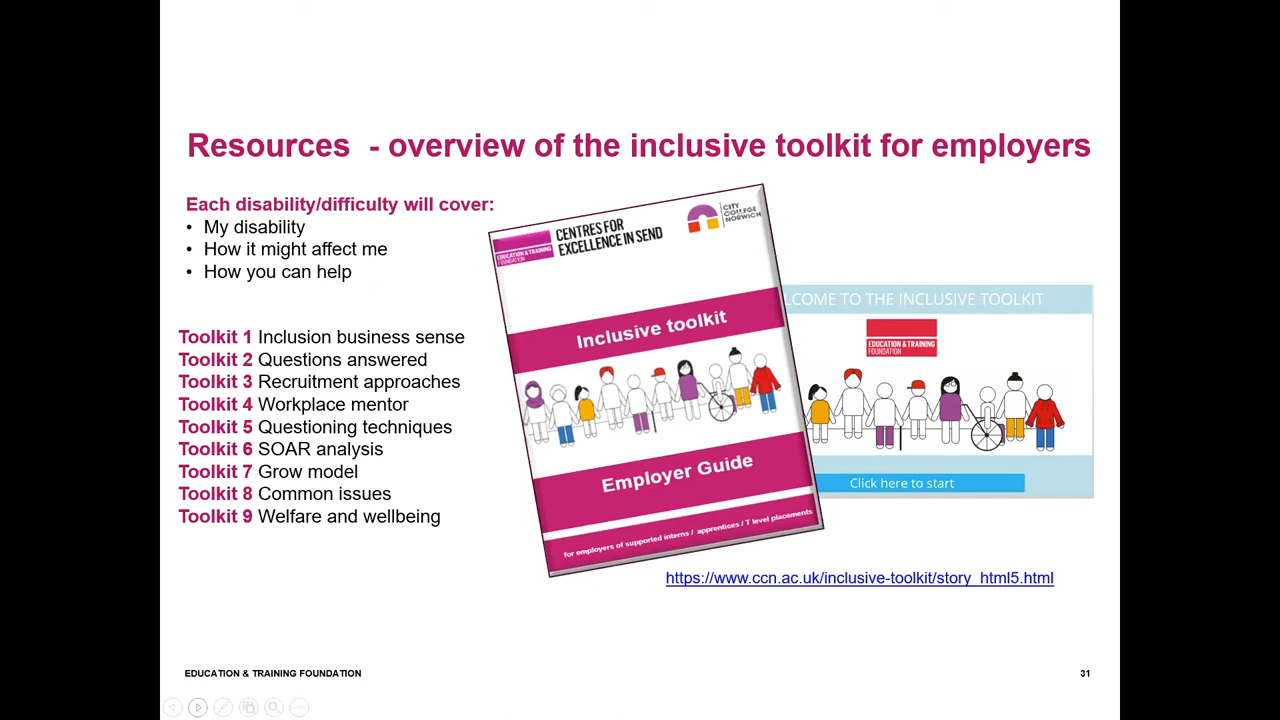 Resources - overview of the inclusive toolkit for employers
Each disability/difficulty will cover:
• My disability
• How it might affect me
• How you can help
Toolkit 1 Inclusion business sense
Toolkit 2 Questions answered
Toolkit 3 Recruitment approaches
Toolkit 4 Workplace mentor
Toolkit 5 Questioning techniques
Toolkit 6 SOAR analysis
Toolkit 7 Grow model
Toolkit 8 Common issues
Toolkit 9 Welfare and wellbeing
EDUCATION & TRAINING
FOUNDATION
CENTRES FOR
EXCELLENCE IN SEND
CITY
COLLEGE
NORWICH
Inclusive toolkit
Employer Guide
for employers of supported interns / apprentices / T level placements
LCOME TO THE INCLUSIVE TOOLKIT
EDUCATION & TRAINING
FOUNDATION
Click here to start
https://www.ccn.ac.uk/inclusive-toolkit/story_html5.html
EDUCATION & TRAINING FOUNDATION
31